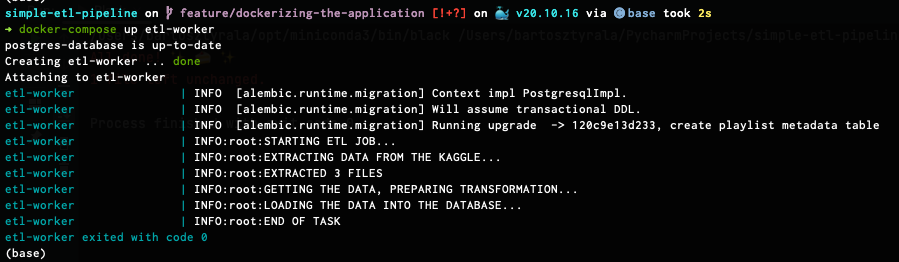 simple-etl-pipeline on feature/dockerizing-the-application [!+?] on 🐳 v20.10.16 via base took 2s
→ docker-compose up etl-worker
postgres-database is up-to-date
Creating etl-worker ... done
Attaching to etl-worker
etl-worker | INFO [alembic.runtime.migration] Context impl PostgresqlImpl.
etl-worker | INFO [alembic.runtime.migration] Will assume transactional DDL.
etl-worker | INFO [alembic.runtime.migration] Running upgrade -> 120c9e13d233, create playlist metadata table
etl-worker | INFO:root:STARTING ETL JOB...
etl-worker | INFO:root:EXTRACTING DATA FROM THE KAGGLE...
etl-worker | INFO:root:EXTRACTED 3 FILES
etl-worker | INFO:root:GETTING THE DATA, PREPARING TRANSFORMATION...
etl-worker | INFO:root:LOADING THE DATA INTO THE DATABASE...
etl-worker | INFO:root:END OF TASK
etl-worker exited with code 0
(base)